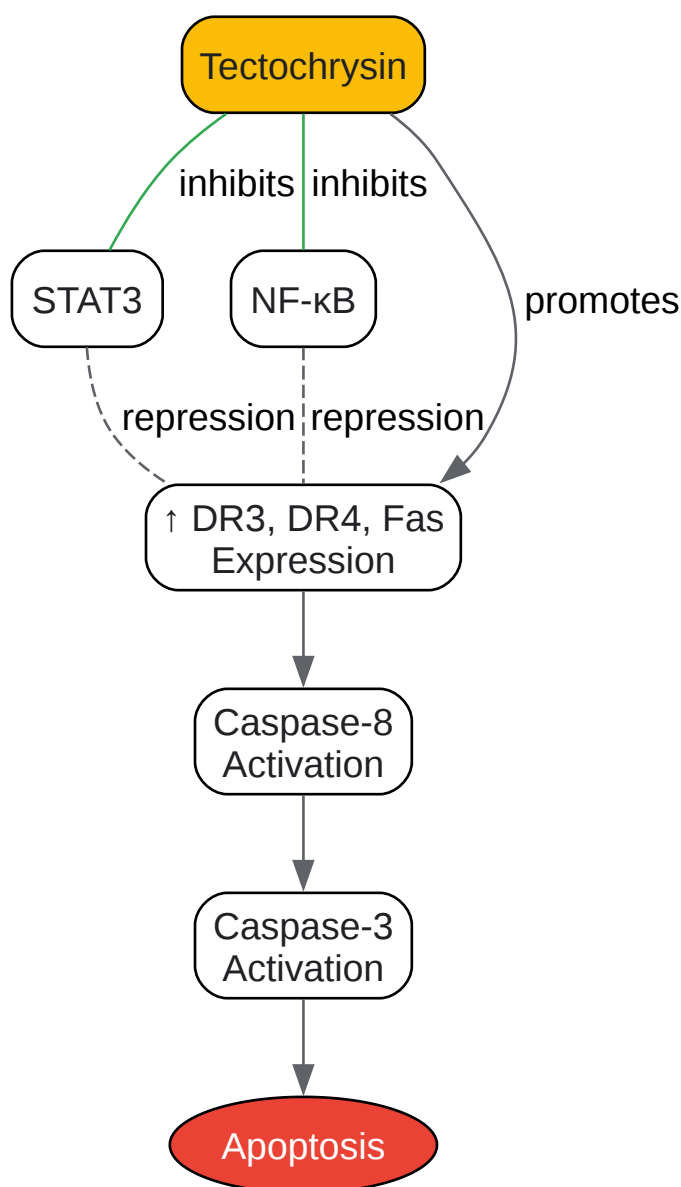 Tectochrysin
inhibits
inhibits
STAT3
NF-κB
promotes
repression
repression
↑ DR3, DR4, Fas
Expression
Caspase-8
Activation
Caspase-3
Activation
Apoptosis